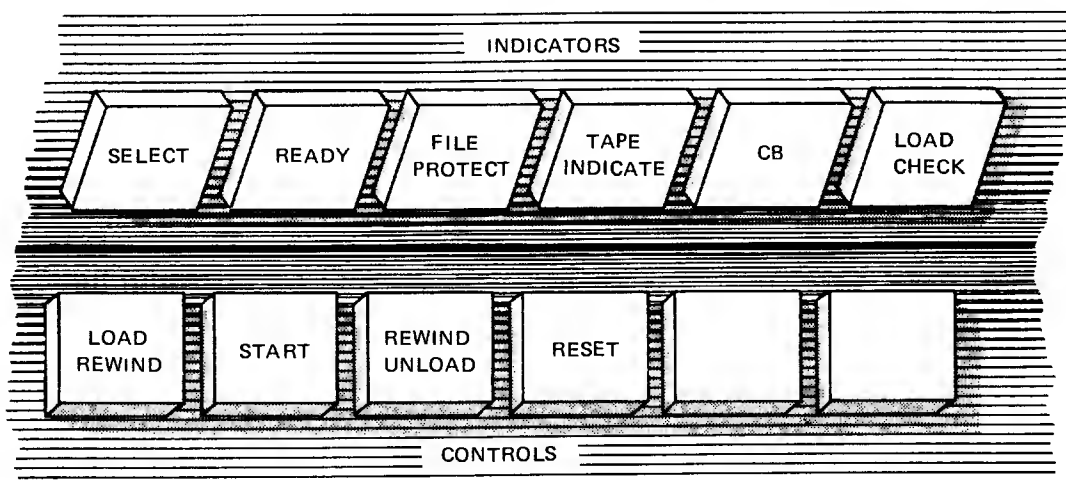 INDICATORS
SELECT
READY
FILE
PROTECT
TAPE
INDICATE
CB
LOAD
CHECK
LOAD
REWIND
START
REWIND
UNLOAD
RESET
CONTROLS